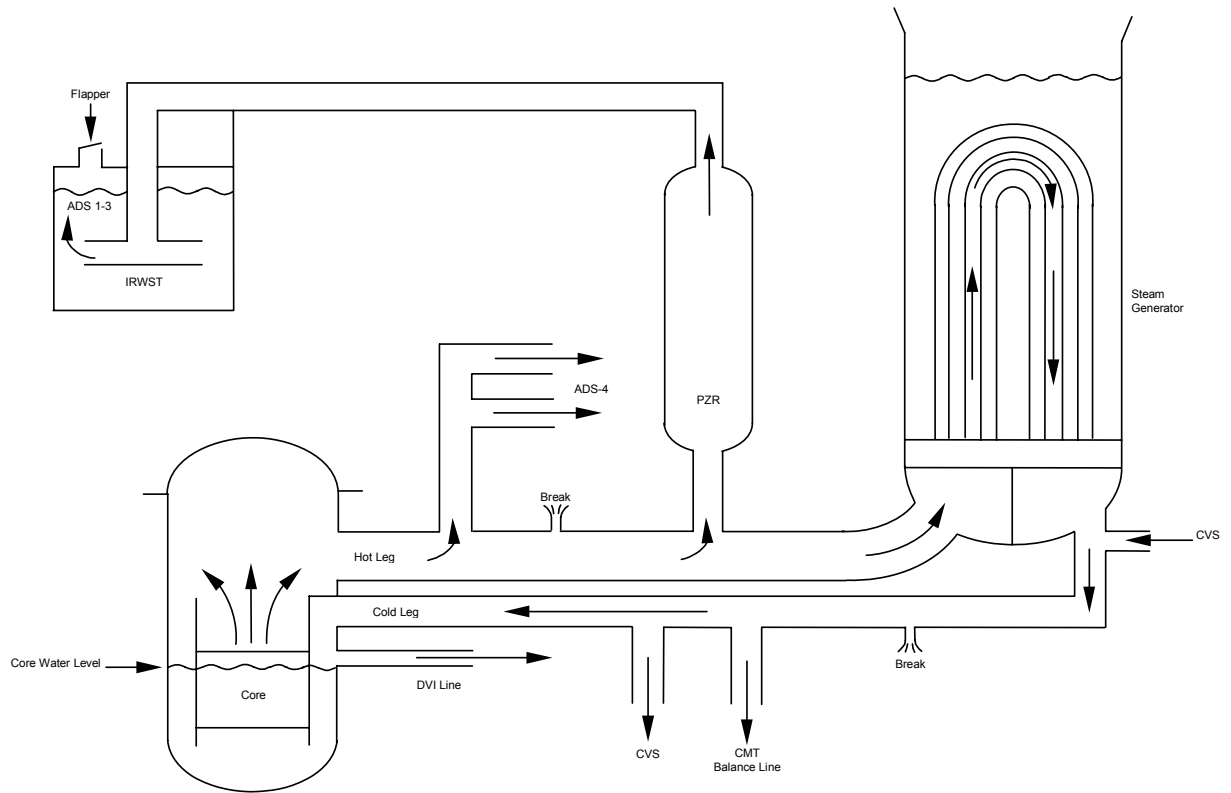 Flapper
ADS 1-3
IRWST
Steam
Generator
ADS-4
PZR
Break
CVS
Hot Leg
Cold Leg
Core Water Level
Break
DVI Line
Core
CVS
CMT
Balance Line